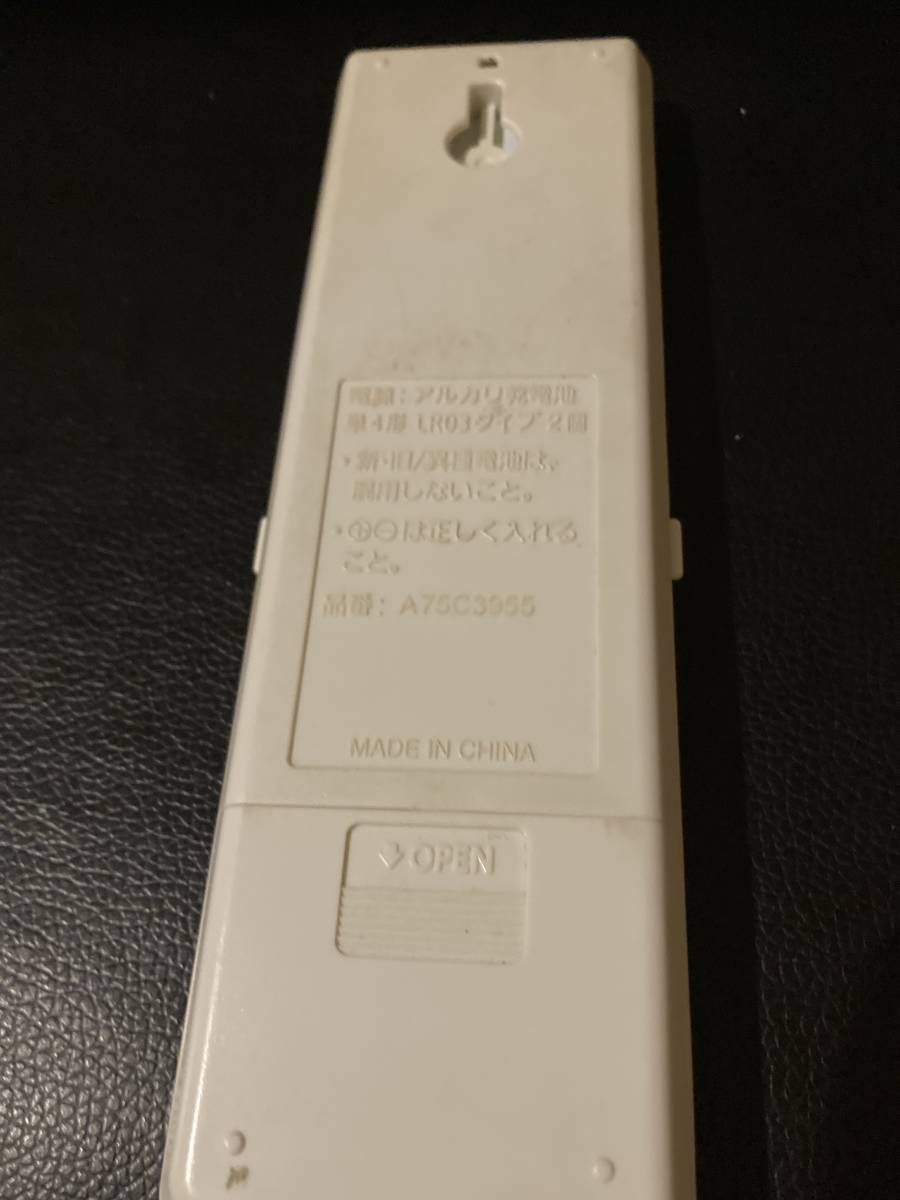 電源：アルカリ乾電池
単4形 LR03タイプ 2個
・新・旧/異種電池は、
混用しないこと。
・⊕⊖は正しく入れる
こと。
品番：A75C3955
MADE IN CHINA
OPEN